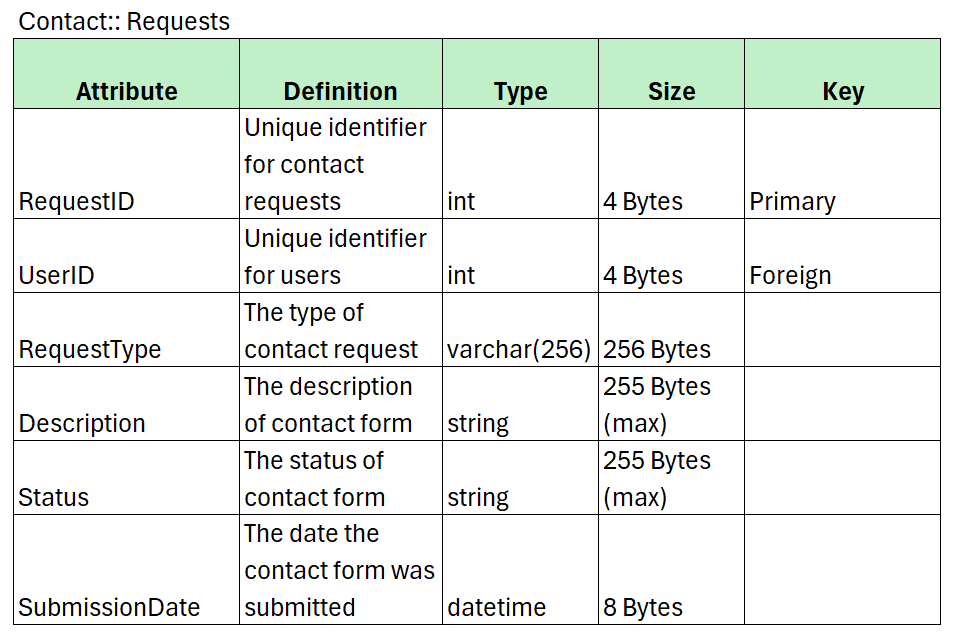 Contact:: Requests
Attribute Definition Type Size Key
Unique identifier
for contact
RequestID requests int 4 Bytes Primary
Unique identifier
UserID for users int 4 Bytes Foreign
The type of
RequestType contact request varchar(256) 256 Bytes
The description 255 Bytes
Description of contact form string (max)
The status of 255 Bytes
Status contact form string (max)
The date the
contact form was
SubmissionDate submitted datetime 8 Bytes